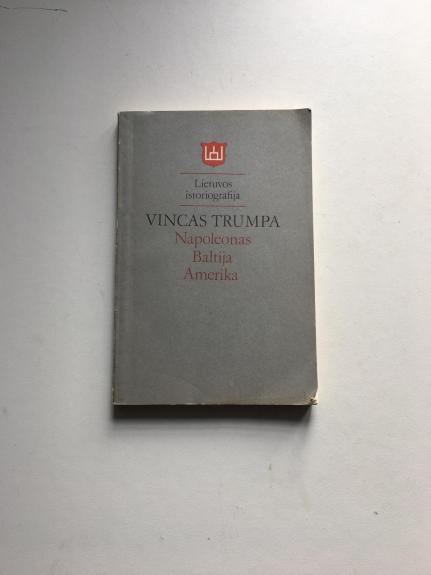 Lietuvos
istoriografija
VINCAS TRUMPA
Napoleonas
Baltija
Amerika